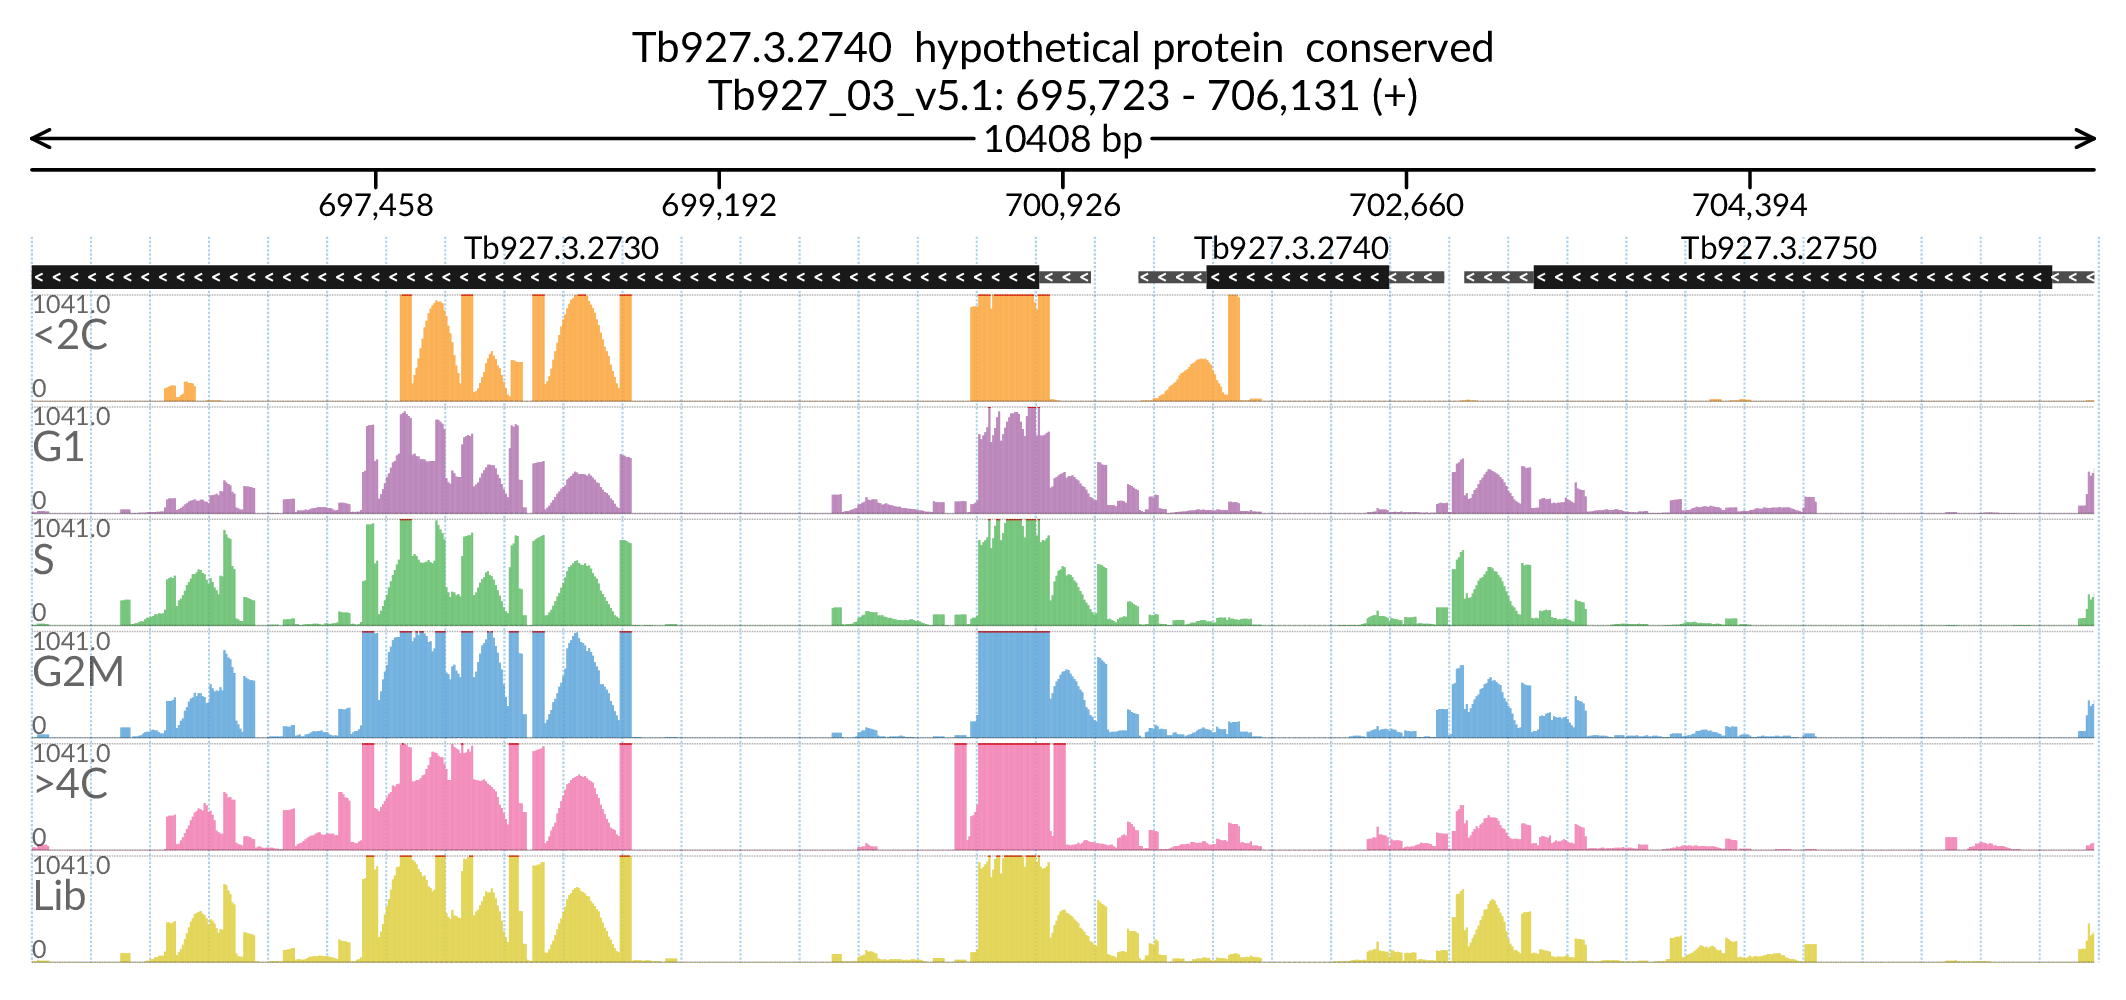 Tb927.3.2740  hypothetical protein  conserved
Tb927_03_v5.1: 695,723 - 706,131 (+)
10408 bp
697,458 699,192 700,926 702,660 704,394
Tb927.3.2730 Tb927.3.2740 Tb927.3.2750
1041.0
<2C
0
1041.0
G1
0
1041.0
S
0
1041.0
G2M
0
1041.0
>4C
0
1041.0
Lib
0